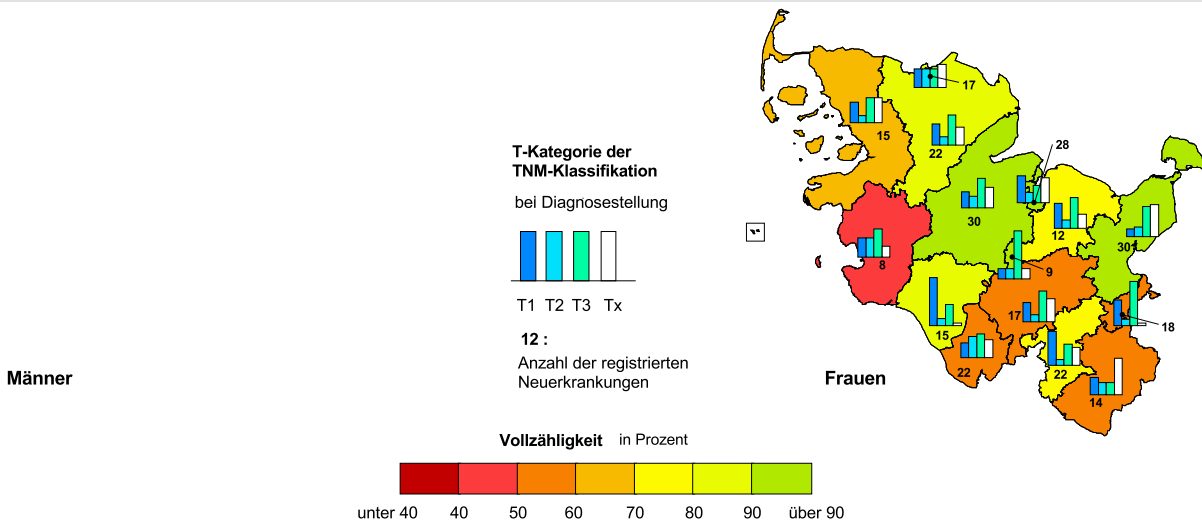 T-Kategorie der
TNM-Klassifikation
bei Diagnosestellung
T1 T2 T3 Tx
12 :
Anzahl der registrierten
Neuerkrankungen
Männer
Frauen
17
15
22
28
30
12
30
8
9
17
15
18
22
22
14
Vollzähligkeit in Prozent
unter 40 40 50 60 70 80 90 über 90